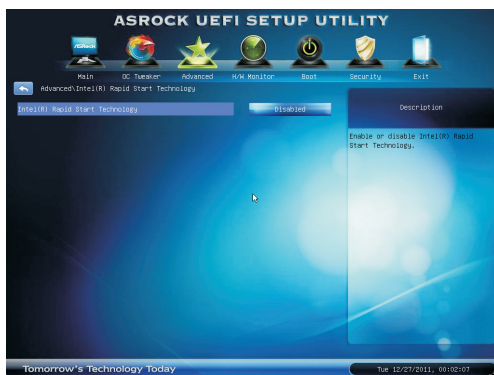 ASROCK UEFI SETUP UTILITY
ASRock
Main OC Tweaker Advanced H/W Monitor Boot Security Exit
Advanced\Intel(R) Rapid Start Technology
Intel(R) Rapid Start Technology Disabled
Description
Enable or disable Intel(R) Rapid
Start Technology.
Tomorrow's Technology Today
Tue 12/27/2011, 00:02:07